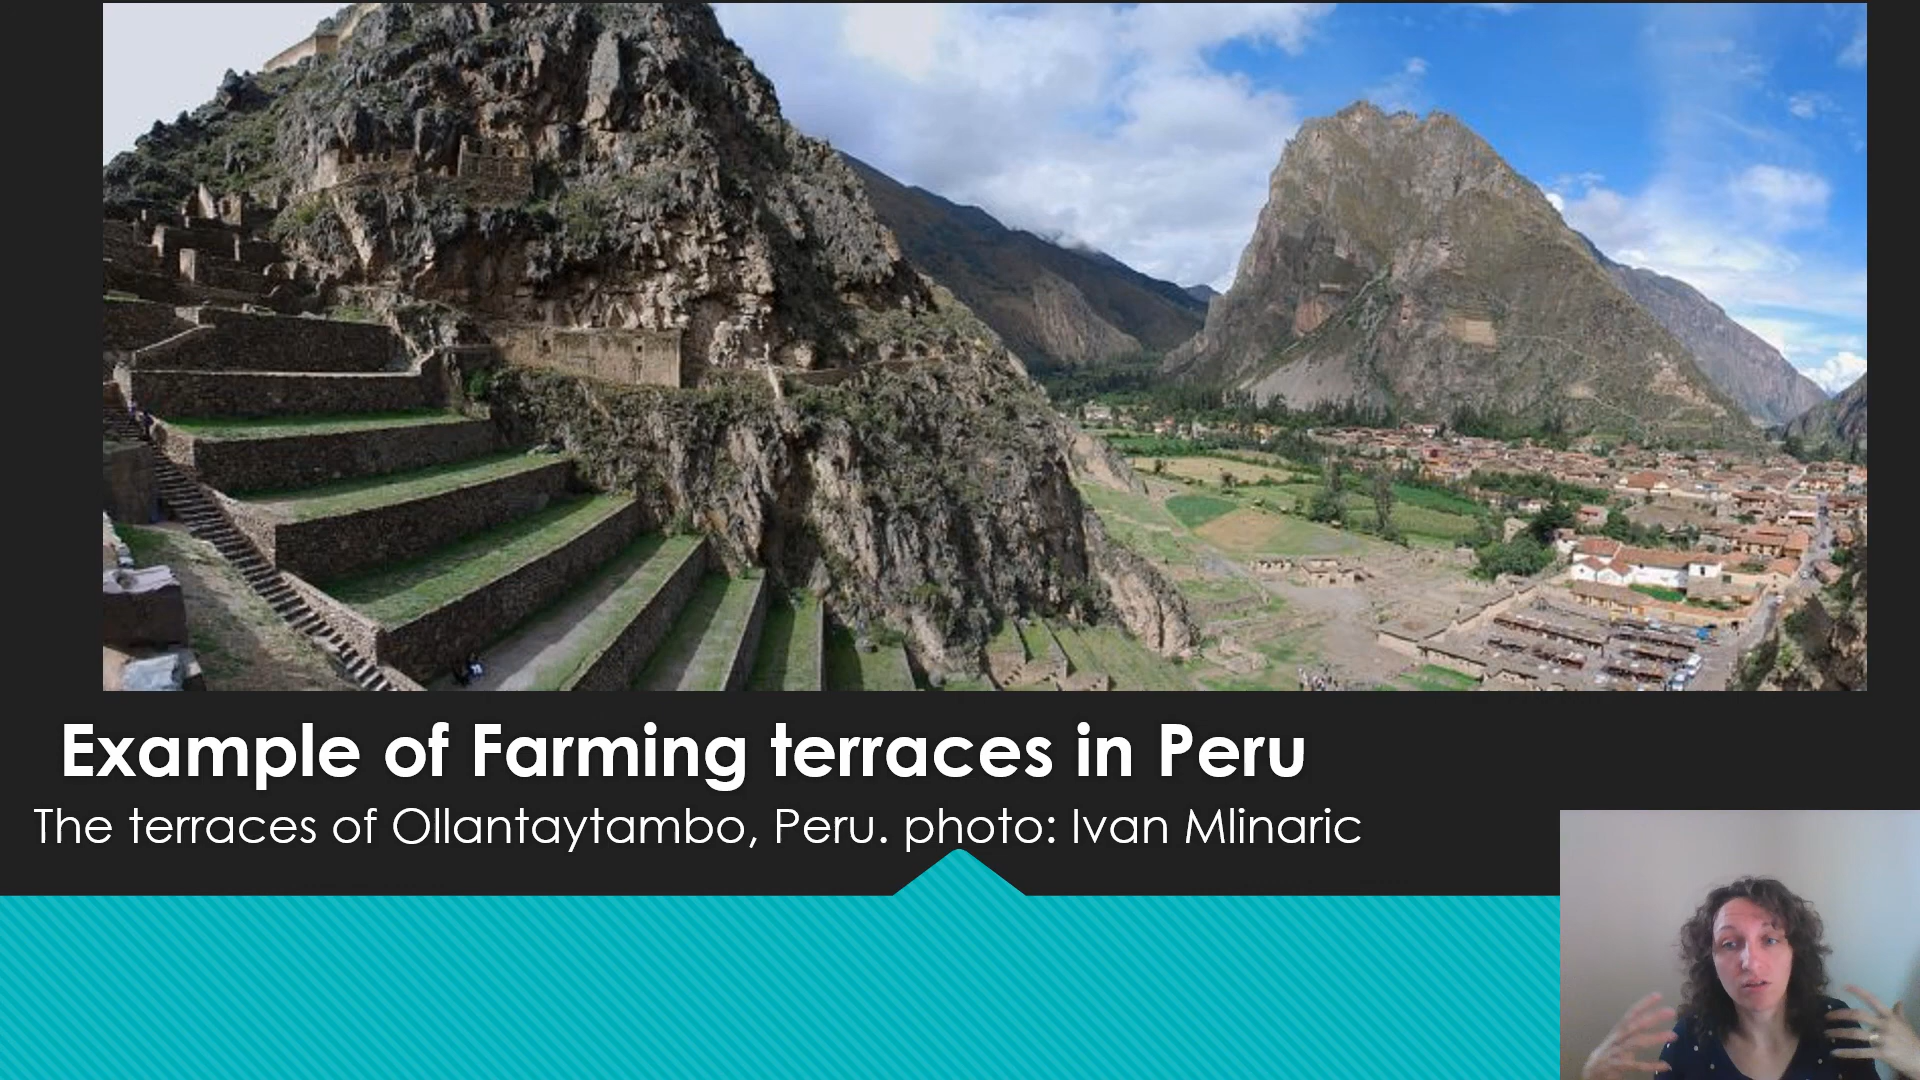 Example of Farming terraces in Peru
The terraces of Ollantaytambo, Peru. photo: Ivan Mlinaric